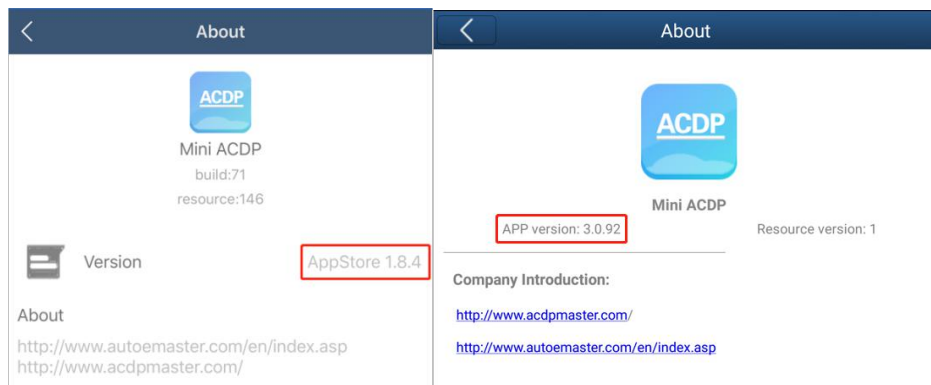 About
ACDP
Mini ACDP
build:71
resource:146
Version
AppStore 1.8.4
About
http://www.autoemaster.com/en/index.asp
http://www.acdpmaster.com/
About
ACDP
Mini ACDP
APP version: 3.0.92
Resource version: 1
Company Introduction:
http://www.acdpmaster.com/
http://www.autoemaster.com/en/index.asp